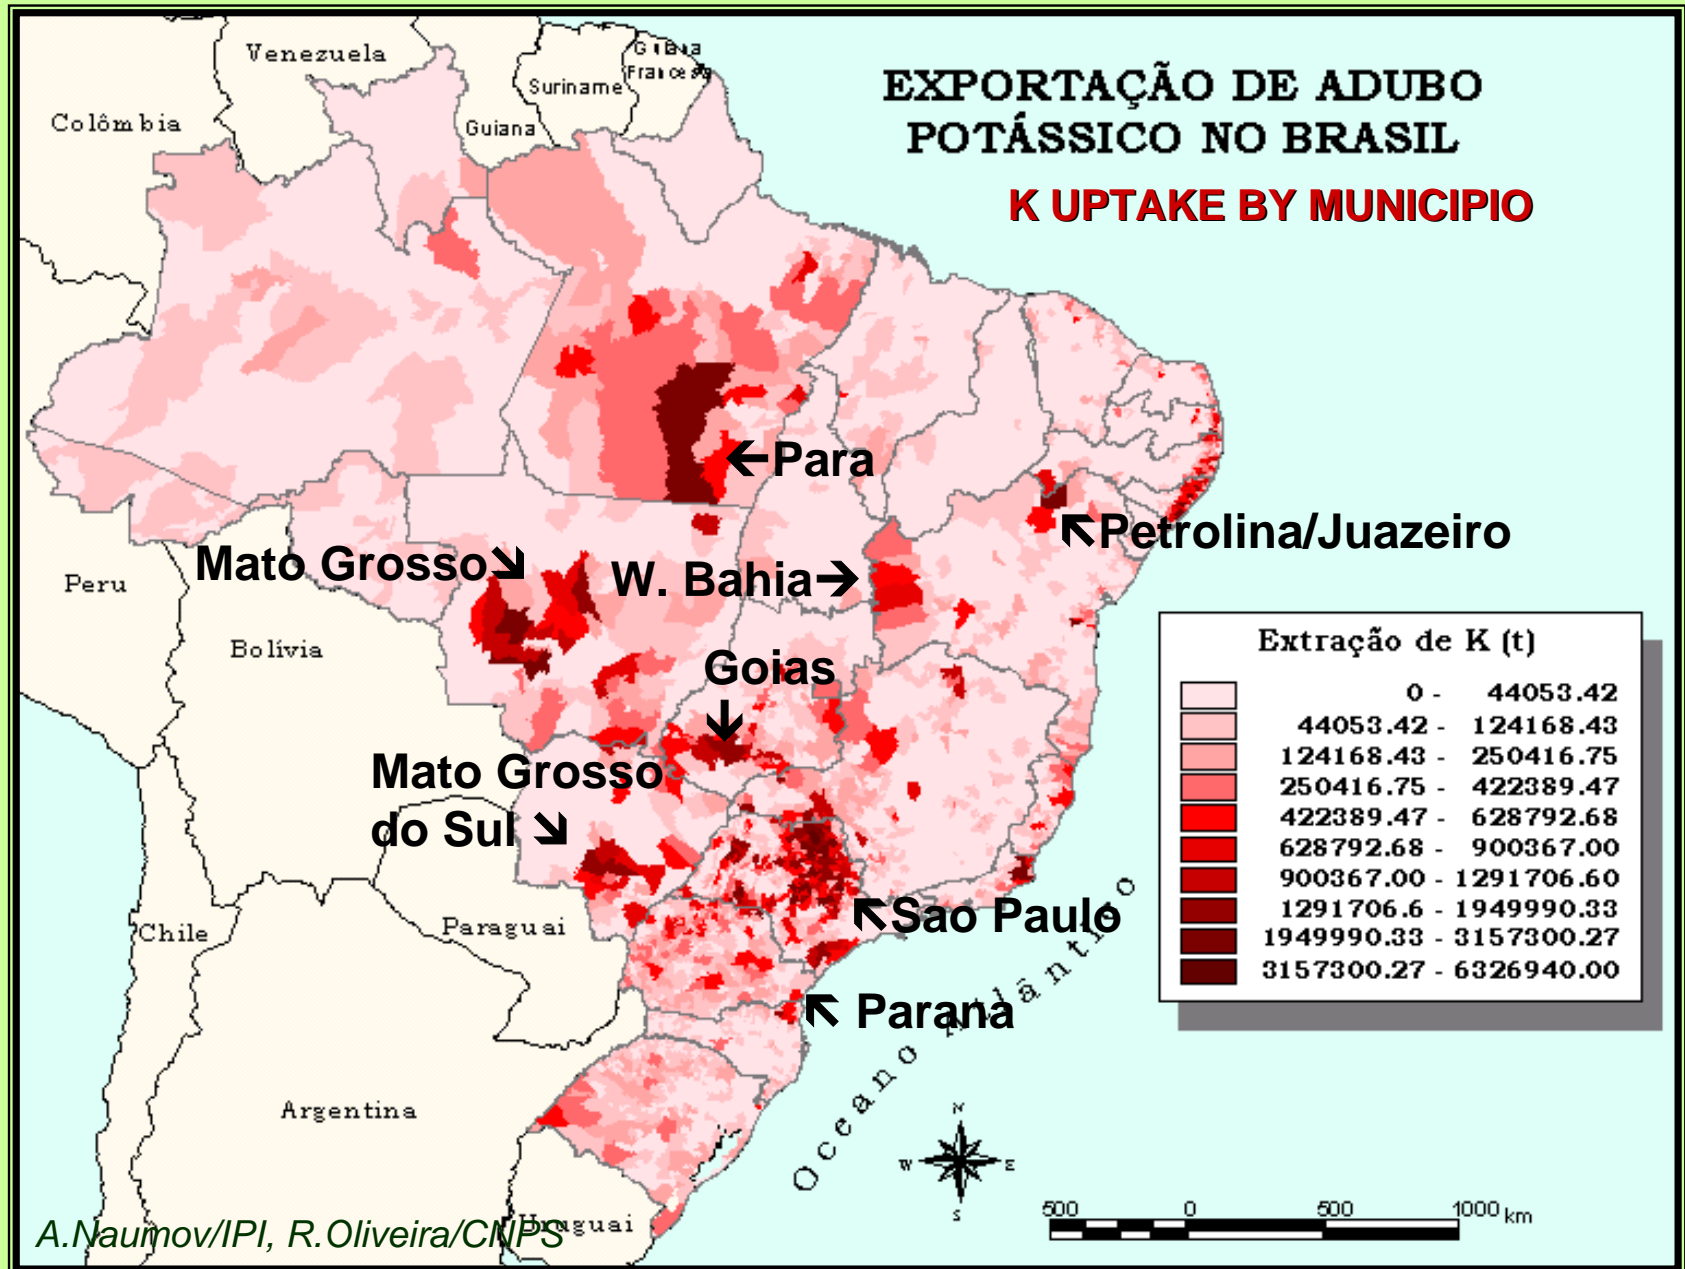 EXPORTAÇÃO DE ADUBO
POTÁSSICO NO BRASIL
K UPTAKE BY MUNICIPIO
Venezuela
Guiana
Francesa
Suriname
Guiana
Colômbia
←Para
↖Petrolina/Juazeiro
Mato Grosso↘
W. Bahia→
Peru
Bolívia
Goias
↓
Mato Grosso
do Sul ↘
↖Sao Paulo
Paraguai
Chile
↖ Parana
Oceano Atlântico
Argentina
Uruguai
Extração de K (t)
0 - 44053.42
44053.42 - 124168.43
124168.43 - 250416.75
250416.75 - 422389.47
422389.47 - 628792.68
628792.68 - 900367.00
900367.00 - 1291706.60
1291706.6 - 1949990.33
1949990.33 - 3157300.27
3157300.27 - 6326940.00
N
W E
S
500 0 500 1000 km
A.Naumov/IPI, R.Oliveira/CNPS